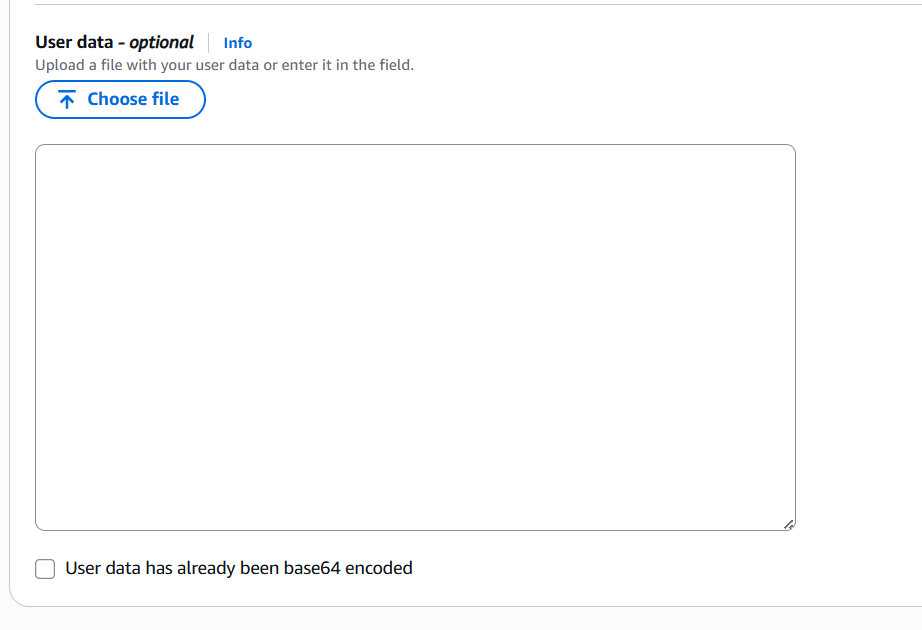 User data - optional Info
Upload a file with your user data or enter it in the field.
Choose file
User data has already been base64 encoded